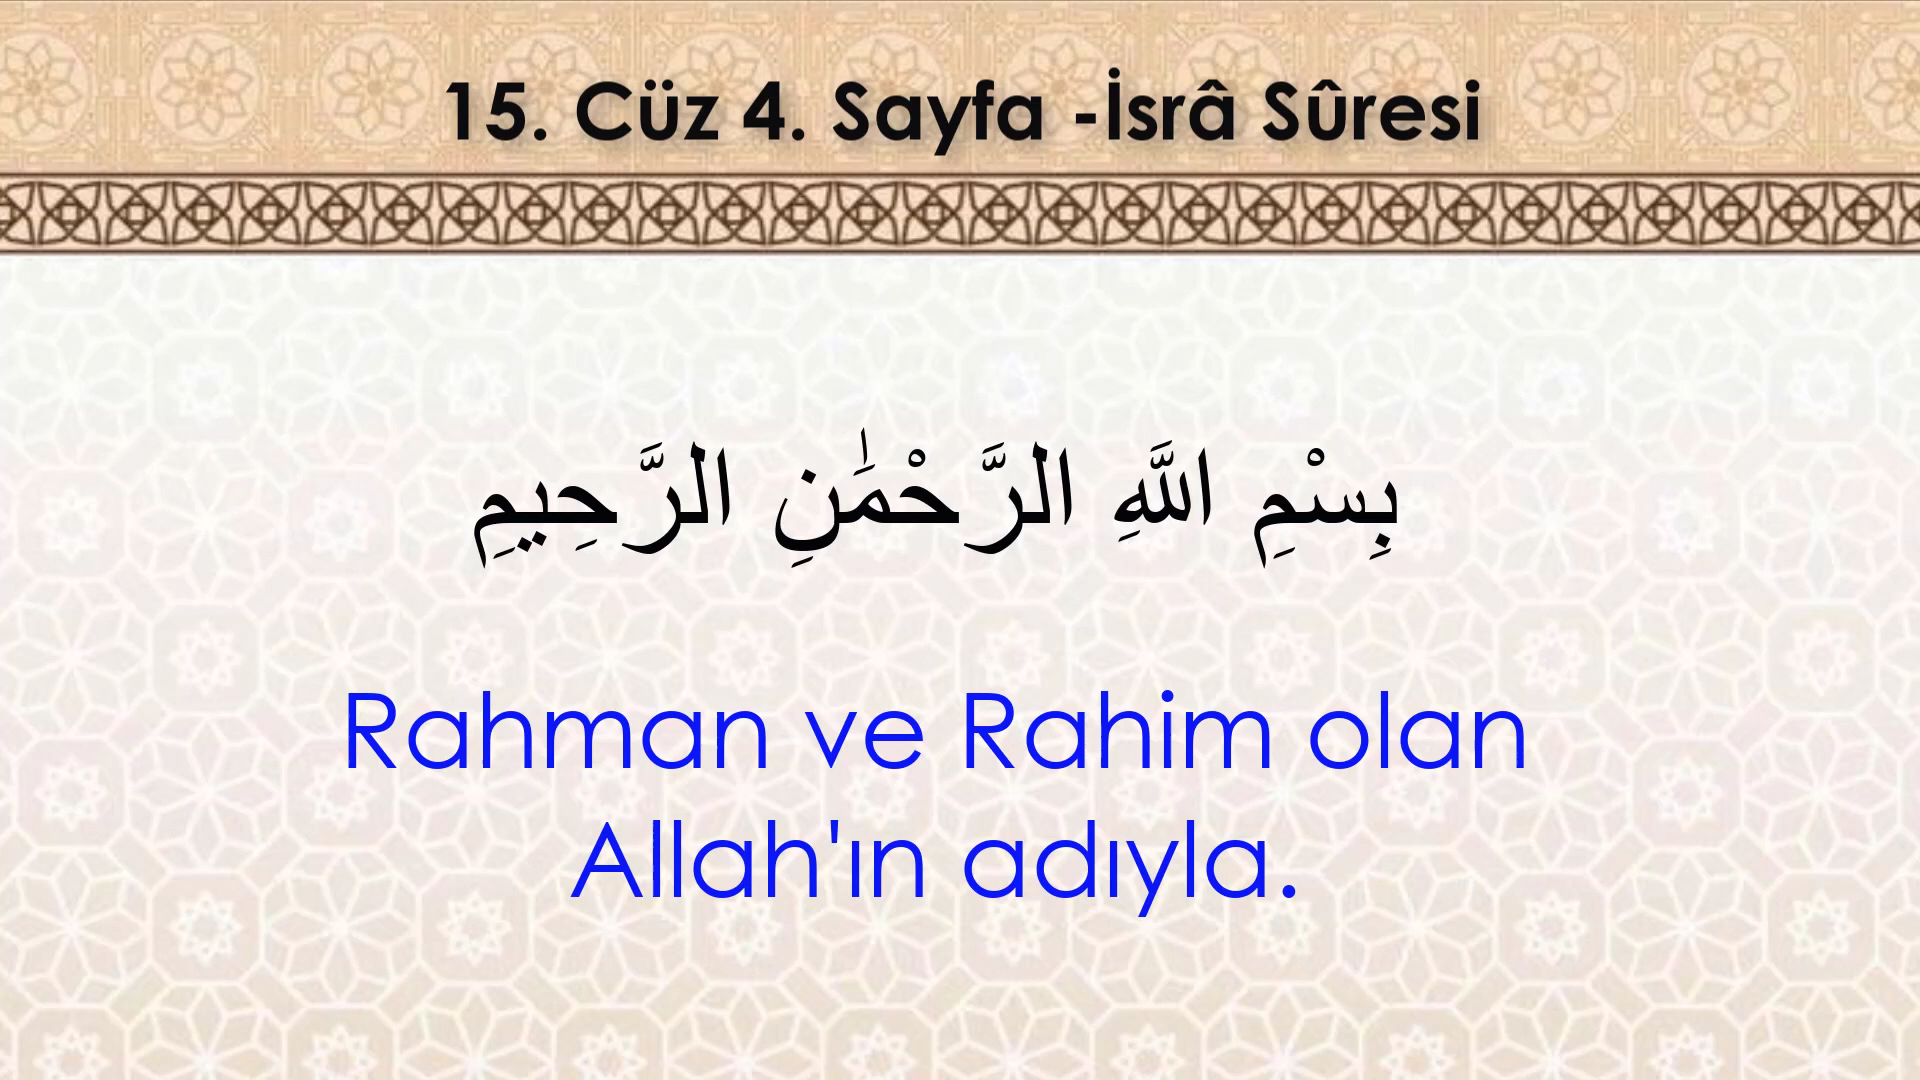 15. Cüz 4. Sayfa -İsrâ Sûresi
بِسْمِ اللَّهِ الرَّحْمَٰنِ الرَّحِيمِ
Rahman ve Rahim olan
Allah'ın adıyla.